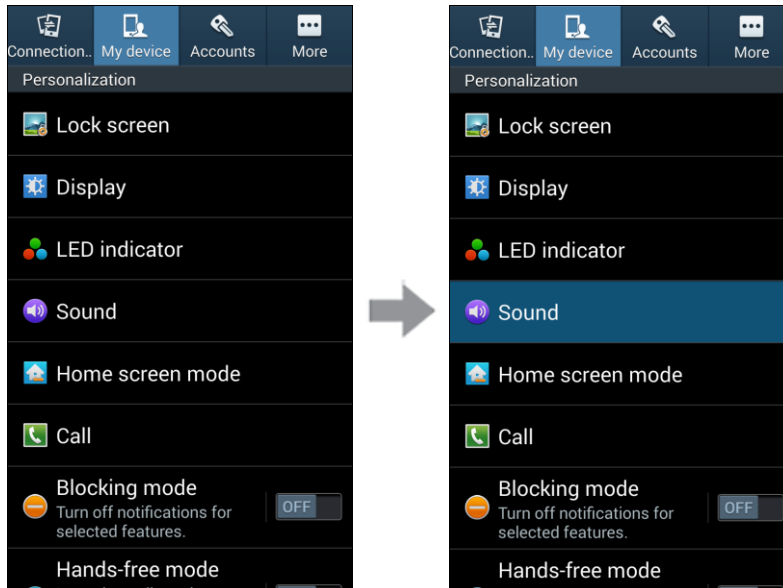 Connection..
My device
Accounts
More
Personalization
Lock screen
Display
LED indicator
Sound
Home screen mode
Call
Blocking mode
Turn off notifications for
selected features.
OFF
Hands-free mode
Connection..
My device
Accounts
More
Personalization
Lock screen
Display
LED indicator
Sound
Home screen mode
Call
Blocking mode
Turn off notifications for
selected features.
OFF
Hands-free mode